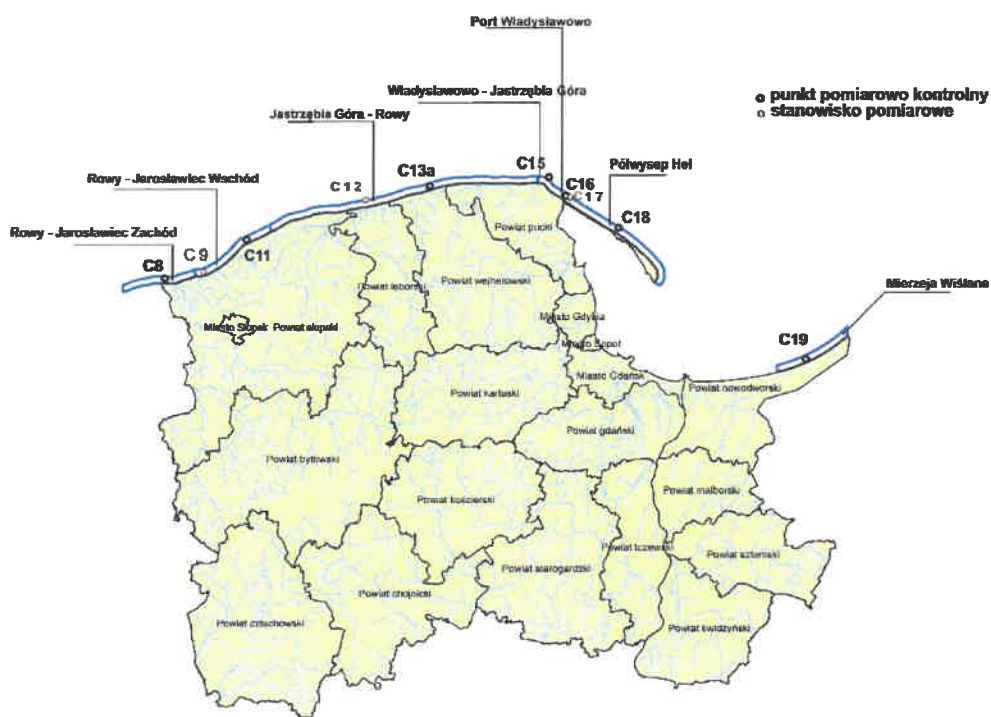 Port Władysławowo
Władysławowo - Jastrzębia Góra
punkt pomiarowo kontrolny
stanowisko pomiarowe
Jastrzębia Góra - Rowy
C13a
C15
C16
C17
Półwysep Hel
Rowy - Jarosławiec Wschód
C12
C18
Rowy - Jarosławiec Zachód
C9
C11
C8
Powiat pucki
Powiat lęborski
Powiat wejherowski
Mierzeja Wiślana
Miasto Gdynia
Miasto Słupsk
Powiat słupski
Miasto Sopot
C19
Miasto Gdańsk
Powiat nowodworski
Powiat kartuski
Powiat gdański
Powiat bytowski
Powiat malborski
Powiat kościerski
Powiat tczewski
Powiat sztumski
Powiat starogardzki
Powiat chojnicki
Powiat człuchowski
Powiat kwidzyński